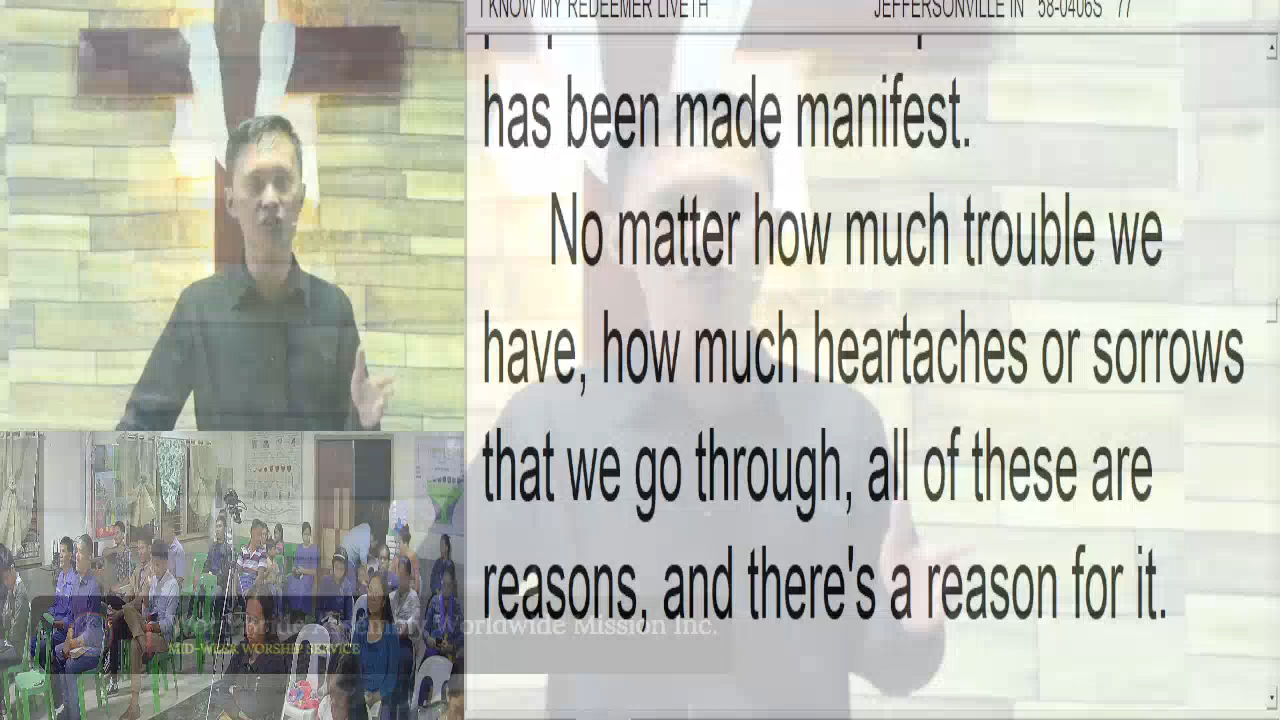 I KNOW MY REDEEMER LIVETH JEFFERSONVILLE IN 58-0406S 77
has been made manifest.
No matter how much trouble we
have, how much heartaches or sorrows
that we go through, all of these are
reasons, and there's a reason for it.
Assembly Worldwide Mission Inc.
MID-WEEK WORSHIP SERVICE